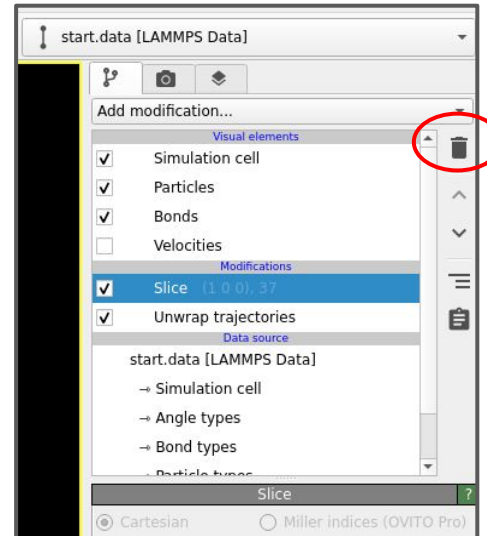 start.data [LAMMPS Data]
Add modification...
Visual elements
Simulation cell
Particles
Bonds
Velocities
Modifications
Slice (1 0 0), 37
Unwrap trajectories
Data source
start.data [LAMMPS Data]
→ Simulation cell
→ Angle types
→ Bond types
→ Particle types
Slice ?
Cartesian Miller indices (OVITO Pro)